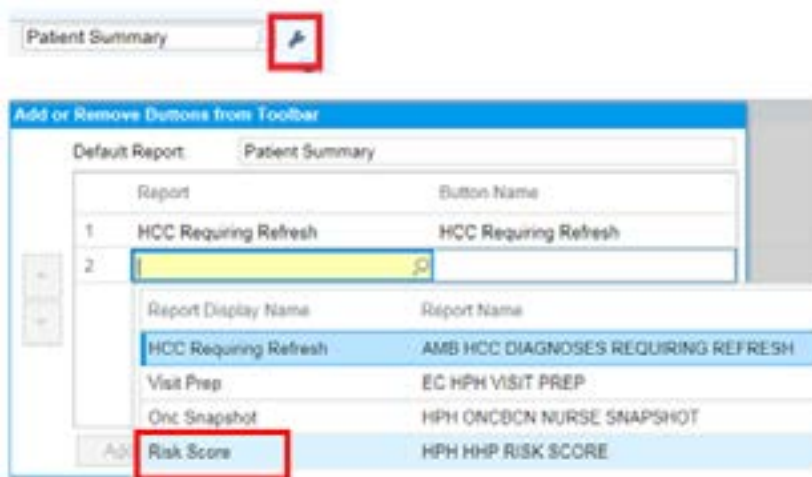 Patient Summary
Add or Remove Buttons from Toolbar
Default Report: Patient Summary
Report Button Name
1 HCC Requiring Refresh HCC Requiring Refresh
2
Report Display Name Report Name
HCC Requiring Refresh AMB HCC DIAGNOSES REQUIRING REFRESH
Visit Prep EC HPH VISIT PREP
Onc Snapshot HPH ONCBCN NURSE SNAPSHOT
Risk Score HPH HHP RISK SCORE